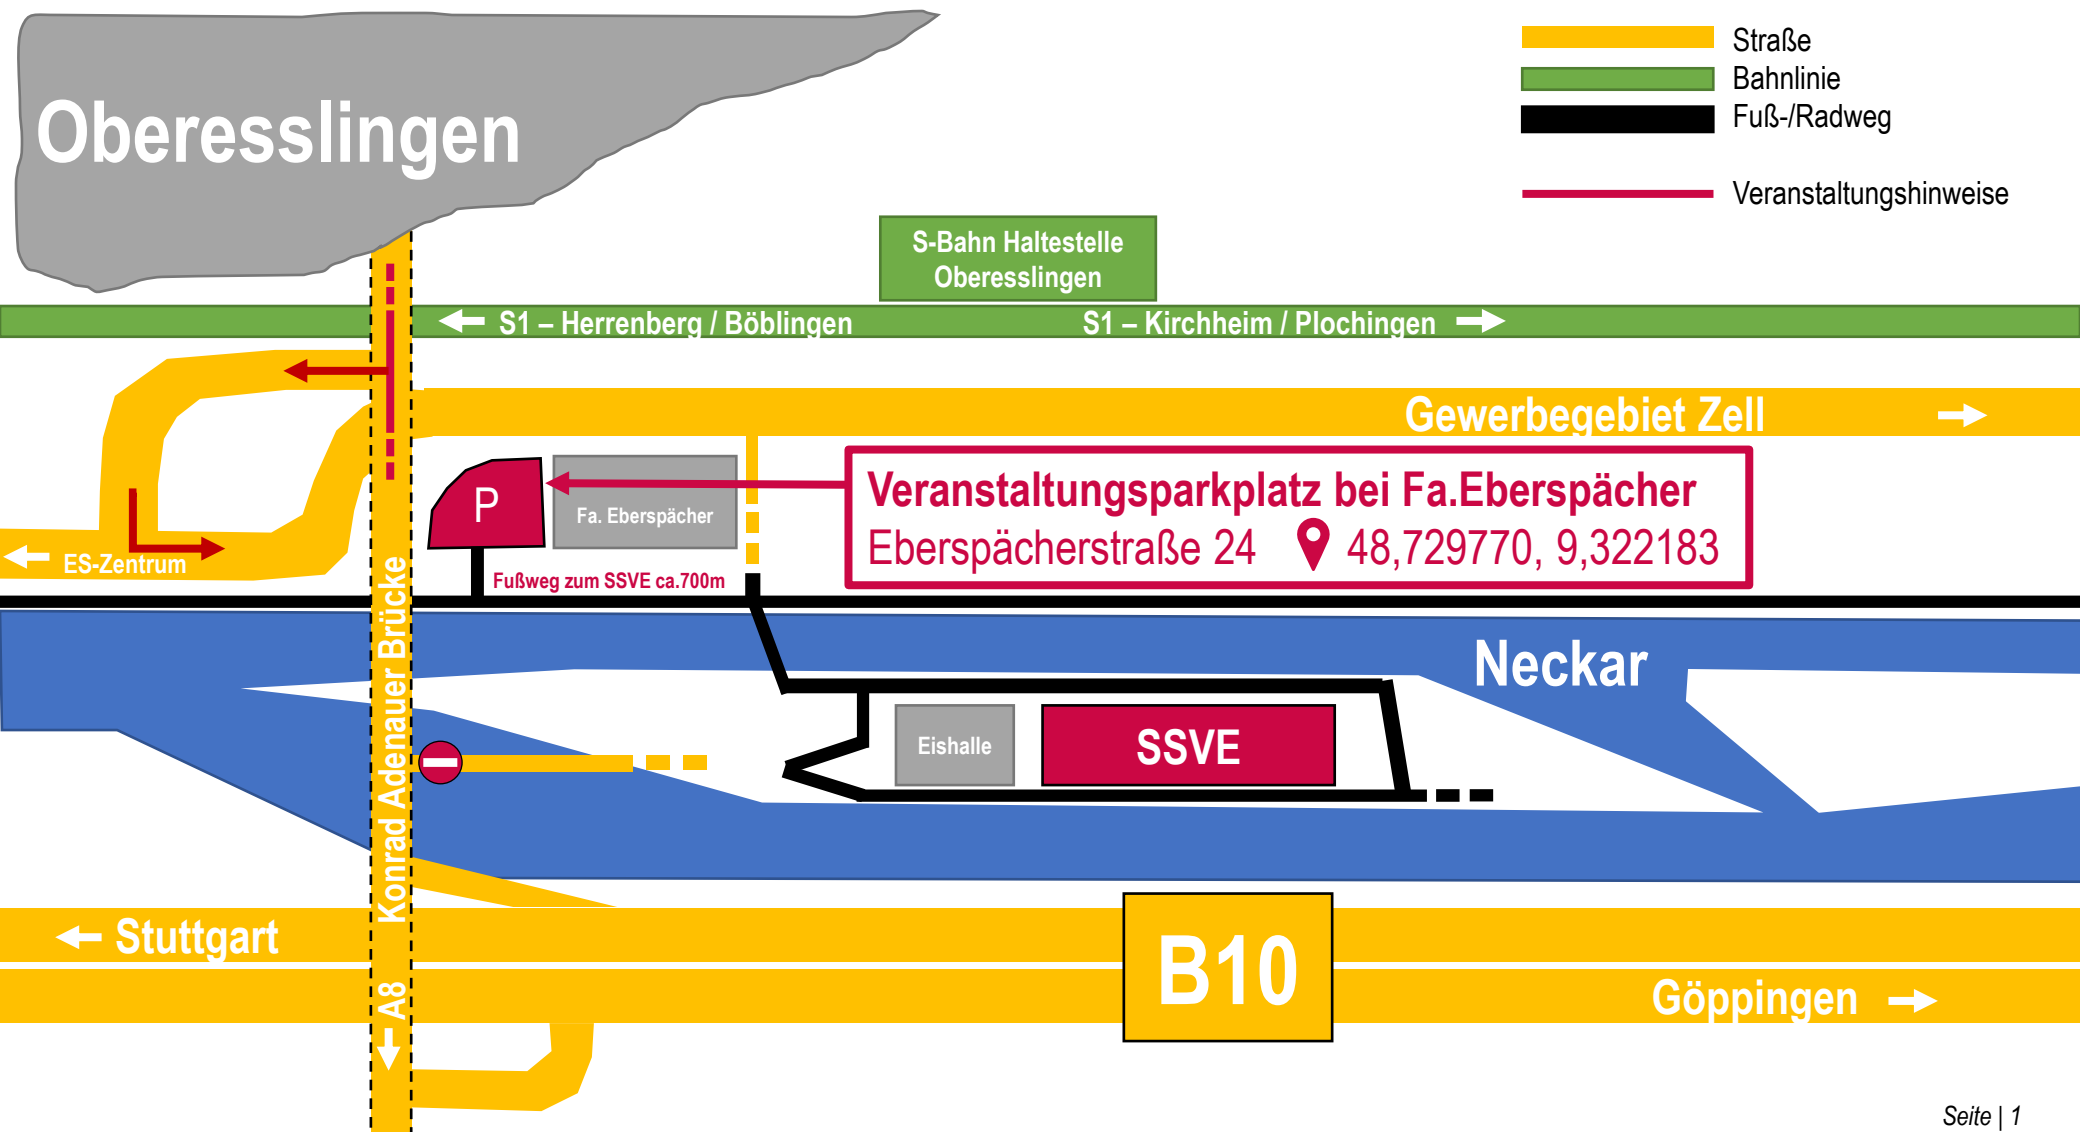 Oberesslingen
Straße
Bahnlinie
Fuß-/Radweg
Veranstaltungshinweise
S-Bahn Haltestelle
Oberesslingen
S1 – Herrenberg / Böblingen
S1 – Kirchheim / Plochingen
Gewerbegebiet Zell
P
Fa. Eberspächer
Veranstaltungsparkplatz bei Fa.Eberspächer
Eberspächerstraße 24 48,729770, 9,322183
ES-Zentrum
Fußweg zum SSVE ca.700m
Konrad Adenauer Brücke
Neckar
Eishalle
SSVE
Stuttgart
B10
A8
Göppingen
Seite | 1